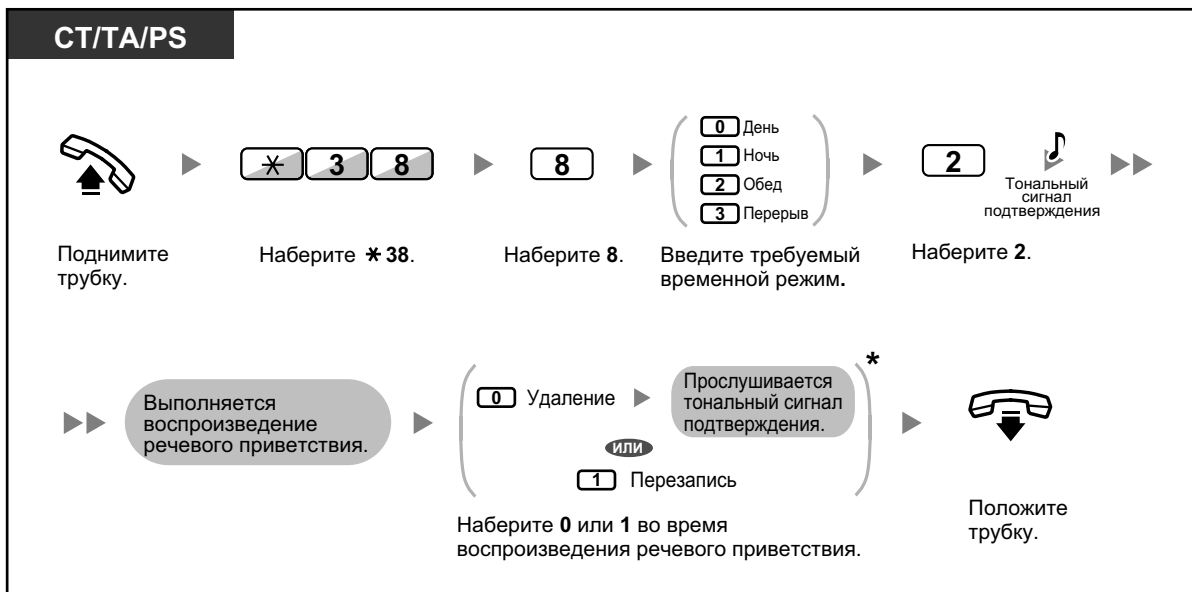 CT/TA/PS
✳ 3 8
8
0 День
1 Ночь
2 Обед
3 Перерыв
2
Тональный
сигнал
подтверждения
Поднимите
трубку.
Наберите ✳ 38.
Наберите 8.
Введите требуемый
временной режим.
Наберите 2.
Выполняется
воспроизведение
речевого приветствия.
0 Удаление
Прослушивается
тональный сигнал
подтверждения.
*
ИЛИ
1 Перезапись
Наберите 0 или 1 во время
воспроизведения речевого приветствия.
Положите
трубку.